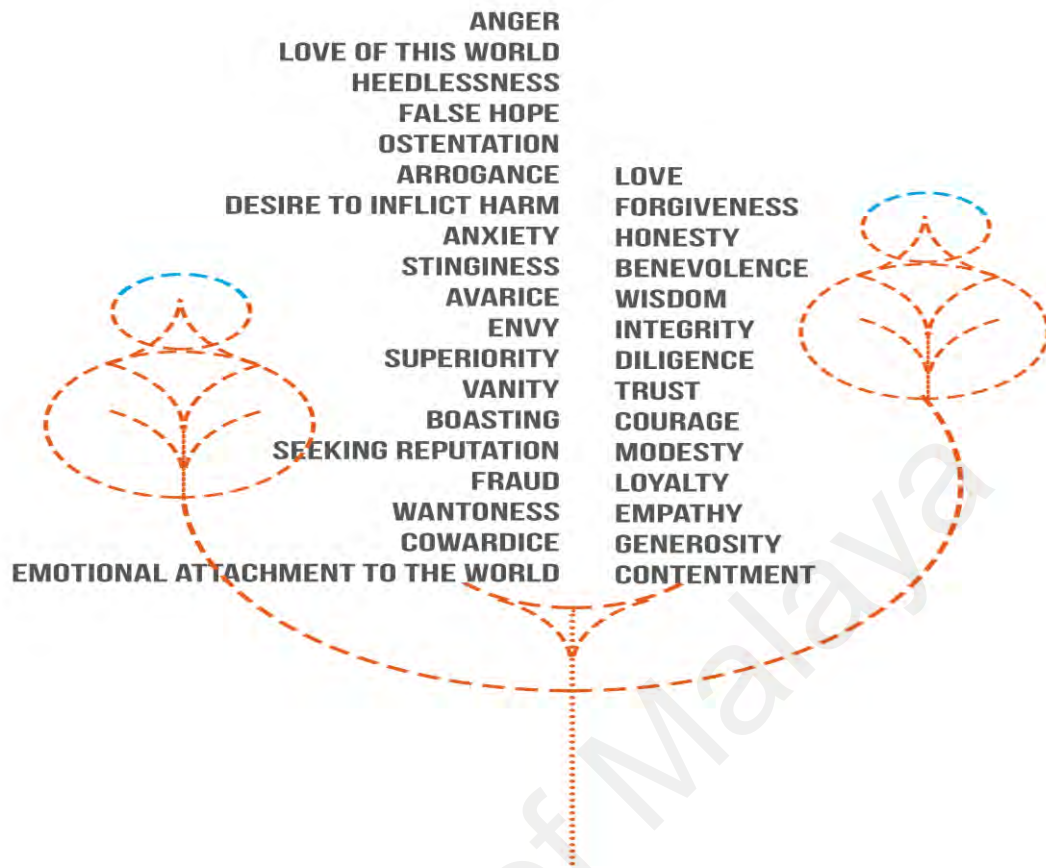 ANGER
LOVE OF THIS WORLD
HEEDLESSNESS
FALSE HOPE
OSTENTATION
ARROGANCE
DESIRE TO INFLICT HARM
ANXIETY
STINGINESS
AVARICE
ENVY
SUPERIORITY
VANITY
BOASTING
SEEKING REPUTATION
FRAUD
WANTONESS
COWARDICE
EMOTIONAL ATTACHMENT TO THE WORLD
LOVE
FORGIVENESS
HONESTY
BENEVOLENCE
WISDOM
INTEGRITY
DILIGENCE
TRUST
COURAGE
MODESTY
LOYALTY
EMPATHY
GENEROSITY
CONTENTMENT
of Malaya